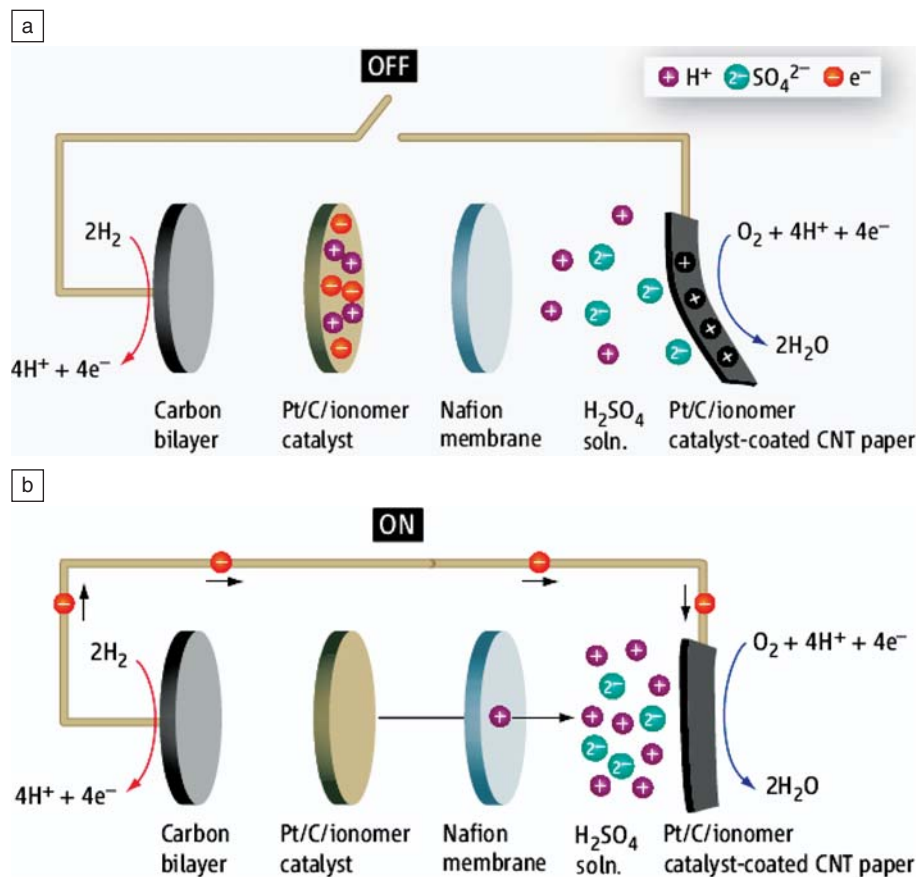 a
OFF
H⁺ SO₄²⁻ e⁻
2H₂
4H⁺ + 4e⁻
O₂ + 4H⁺ + 4e⁻
2H₂O
Carbon
bilayer
Pt/C/ionomer
catalyst
Nafion
membrane
H₂SO₄
soln.
Pt/C/ionomer
catalyst-coated CNT paper
b
ON
2H₂
4H⁺ + 4e⁻
O₂ + 4H⁺ + 4e⁻
2H₂O
Carbon
bilayer
Pt/C/ionomer
catalyst
Nafion
membrane
H₂SO₄
soln.
Pt/C/ionomer
catalyst-coated CNT paper